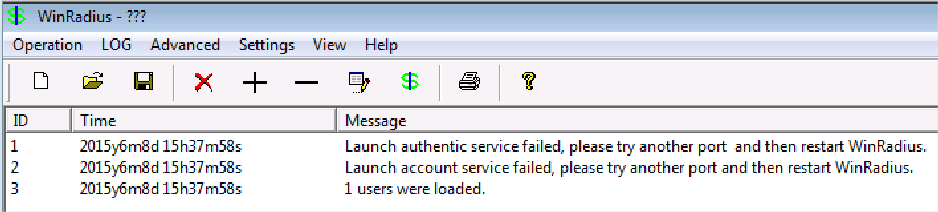 WinRadius - ???
Operation LOG Advanced Settings View Help
ID Time Message
1 2015y6m8d 15h37m58s Launch authentic service failed, please try another port  and then restart WinRadius.
2 2015y6m8d 15h37m58s Launch account service failed, please try another port and then restart WinRadius.
3 2015y6m8d 15h37m58s 1 users were loaded.